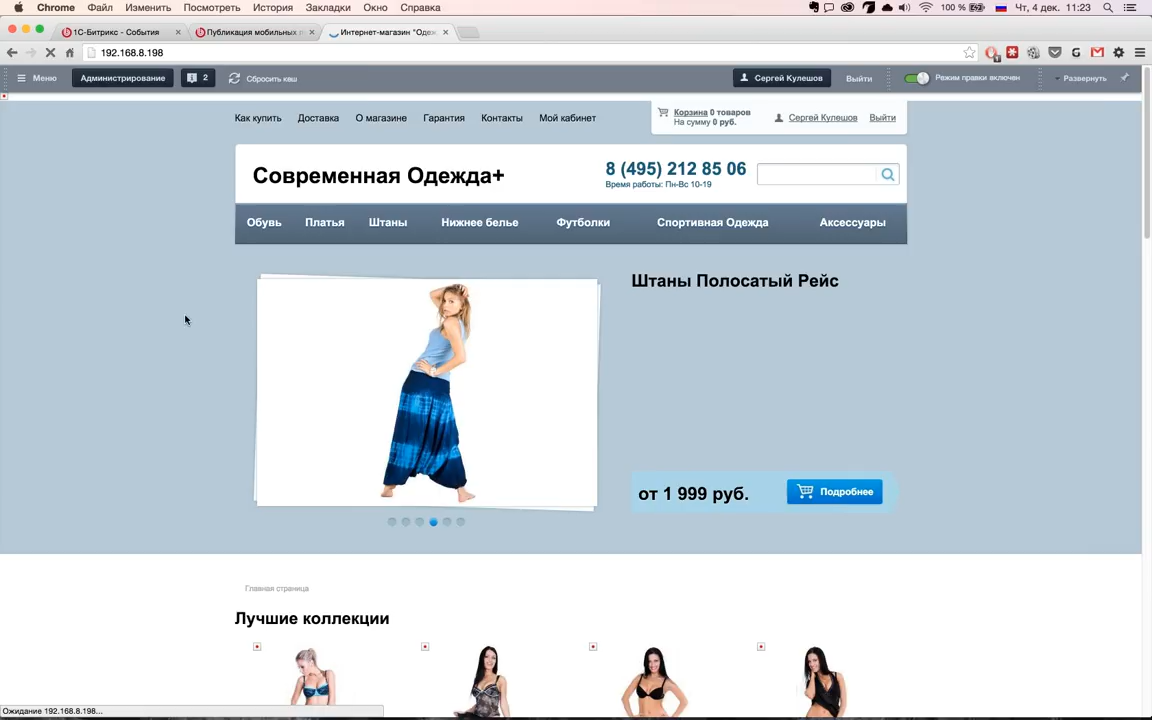 Chrome Файл Изменить Посмотреть История Закладки Окно Справка 100 % Чт, 4 дек. 11:23
1С-Битрикс - События Публикация мобильных Интернет-магазин "Одеж
192.168.8.198
Меню Администрирование 2 Сбросить кеш Сергей Кулешов Выйти Режим правки включен Развернуть
Как купить Доставка О магазине Гарантия Контакты Мой кабинет
Корзина 0 товаров
На сумму 0 руб.
Сергей Кулешов Выйти
Современная Одежда+
8 (495) 212 85 06
Время работы: Пн-Вс 10-19
Обувь Платья Штаны Нижнее белье Футболки Спортивная Одежда Аксессуары
Штаны Полосатый Рейс
от 1 999 руб. Подробнее
Главная страница
Лучшие коллекции
Ожидание 192.168.8.198...